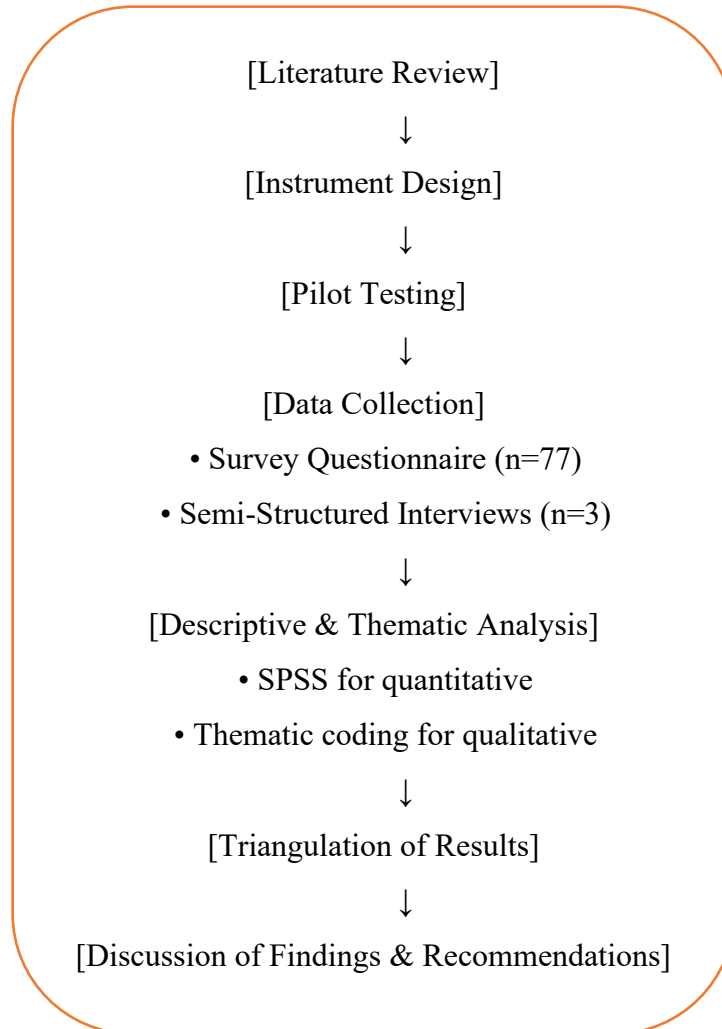 [Literature Review]
↓
[Instrument Design]
↓
[Pilot Testing]
↓
[Data Collection]
• Survey Questionnaire (n=77)
• Semi-Structured Interviews (n=3)
↓
[Descriptive & Thematic Analysis]
• SPSS for quantitative
• Thematic coding for qualitative
↓
[Triangulation of Results]
↓
[Discussion of Findings & Recommendations]